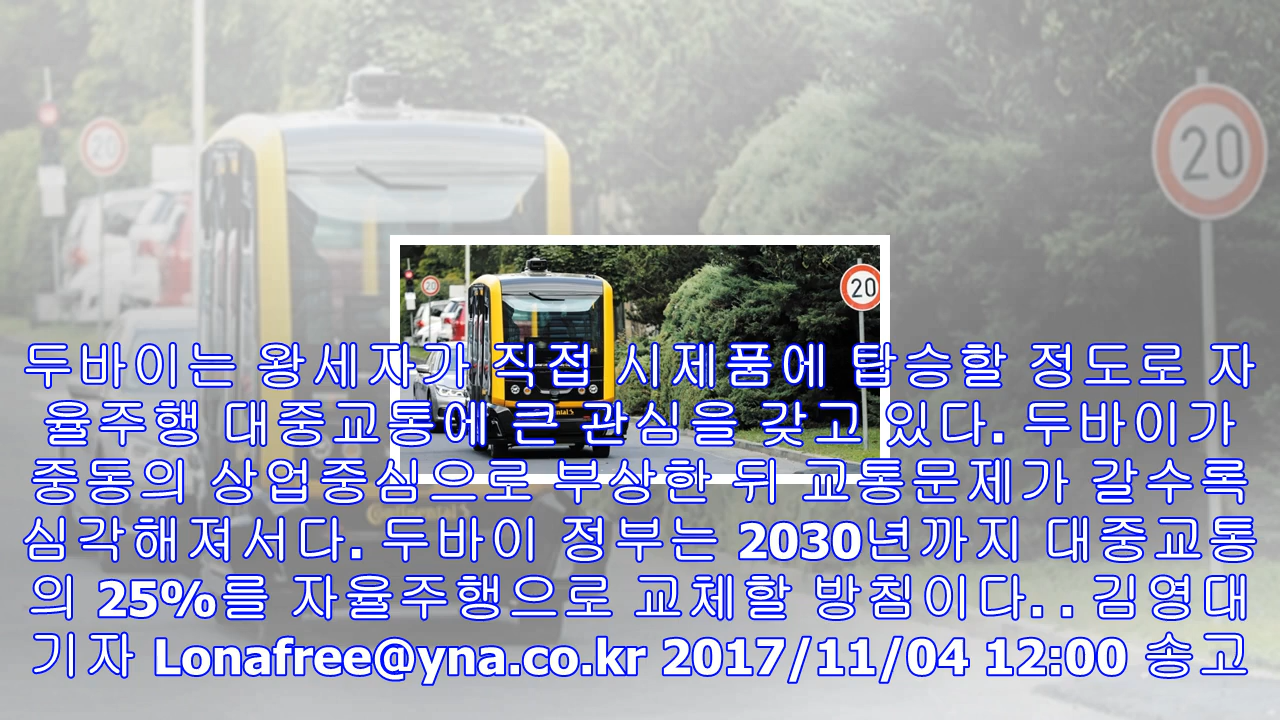 20
20
20
20
Continental
두바이는 왕세자가 직접 시제품에 탑승할 정도로 자
율주행 대중교통에 큰 관심을 갖고 있다. 두바이가
중동의 상업중심으로 부상한 뒤 교통문제가 갈수록
심각해져서다. 두바이 정부는 2030년까지 대중교통
의 25%를 자율주행으로 교체할 방침이다. . 김영대
기자 Lonafree@yna.co.kr 2017/11/04 12:00 송고